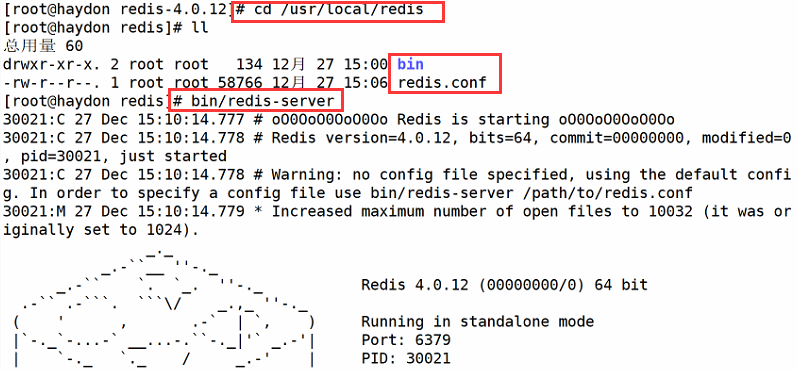 [root@haydon redis-4.0.12]# cd /usr/local/redis
[root@haydon redis]# ll
总用量 60
drwxr-xr-x. 2 root root   134 12月 27 15:00 bin
-rw-r--r--. 1 root root 58766 12月 27 15:06 redis.conf
[root@haydon redis]# bin/redis-server
30021:C 27 Dec 15:10:14.777 # oO0OoO0OoO0Oo Redis is starting oO0OoO0OoO0Oo
30021:C 27 Dec 15:10:14.778 # Redis version=4.0.12, bits=64, commit=00000000, modified=0
, pid=30021, just started
30021:C 27 Dec 15:10:14.778 # Warning: no config file specified, using the default confi
g. In order to specify a config file use bin/redis-server /path/to/redis.conf
30021:M 27 Dec 15:10:14.779 * Increased maximum number of open files to 10032 (it was or
iginally set to 1024).
Redis 4.0.12 (00000000/0) 64 bit
Running in standalone mode
Port: 6379
PID: 30021